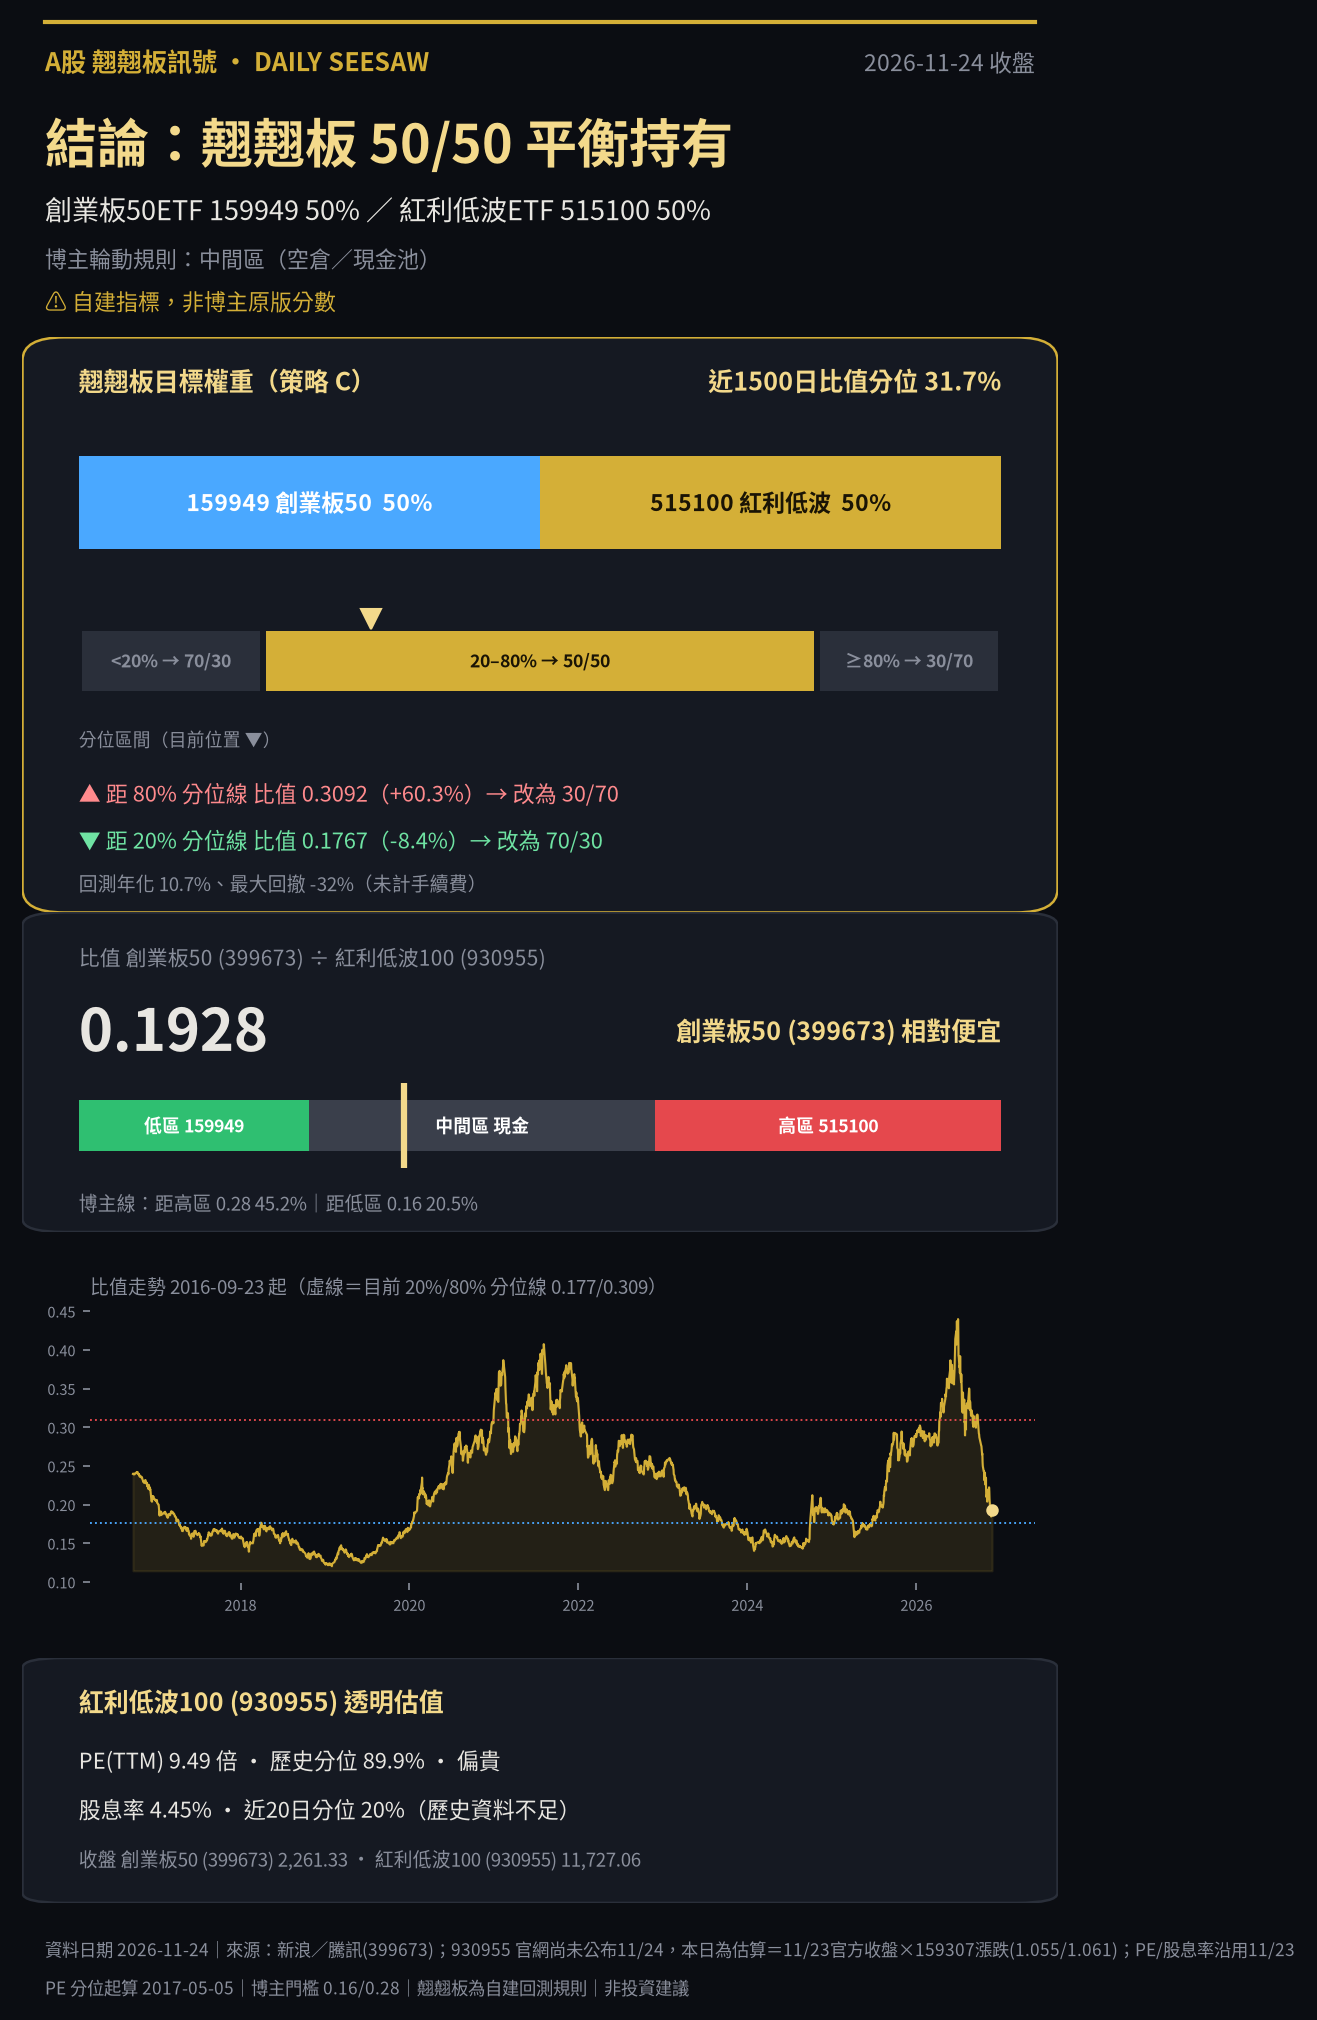 A股 翹翹板訊號 • DAILY SEESAW
2026-11-24 收盤
結論：翹翹板 50/50 平衡持有
創業板50ETF 159949 50% ╱ 紅利低波ETF 515100 50%
博主輪動規則：中間區（空倉╱現金池）
⚠ 自建指標，非博主原版分數
翹翹板目標權重（策略 C）
近1500日比值分位 31.7%
159949 創業板50 50%
515100 紅利低波 50%
▼
<20% → 70/30
20–80% → 50/50
≥80% → 30/70
分位區間（目前位置 ▼）
▲ 距 80% 分位線 比值 0.3092（+60.3%）→ 改為 30/70
▼ 距 20% 分位線 比值 0.1767（-8.4%）→ 改為 70/30
回測年化 10.7%、最大回撤 -32%（未計手續費）
比值 創業板50 (399673) ÷ 紅利低波100 (930955)
0.1928
創業板50 (399673) 相對便宜
低區 159949
中間區 現金
高區 515100
博主線：距高區 0.28 45.2%｜距低區 0.16 20.5%
比值走勢 2016-09-23 起（虛線＝目前 20%/80% 分位線 0.177/0.309）
0.45
0.40
0.35
0.30
0.25
0.20
0.15
0.10
2018
2020
2022
2024
2026
紅利低波100 (930955) 透明估值
PE(TTM) 9.49 倍 • 歷史分位 89.9% • 偏貴
股息率 4.45% • 近20日分位 20%（歷史資料不足）
收盤 創業板50 (399673) 2,261.33 • 紅利低波100 (930955) 11,727.06
資料日期 2026-11-24｜來源：新浪╱騰訊(399673)；930955 官網尚未公布11/24，本日為估算＝11/23官方收盤×159307漲跌(1.055/1.061)；PE/股息率沿用11/23
PE 分位起算 2017-05-05｜博主門檻 0.16/0.28｜翹翹板為自建回測規則｜非投資建議